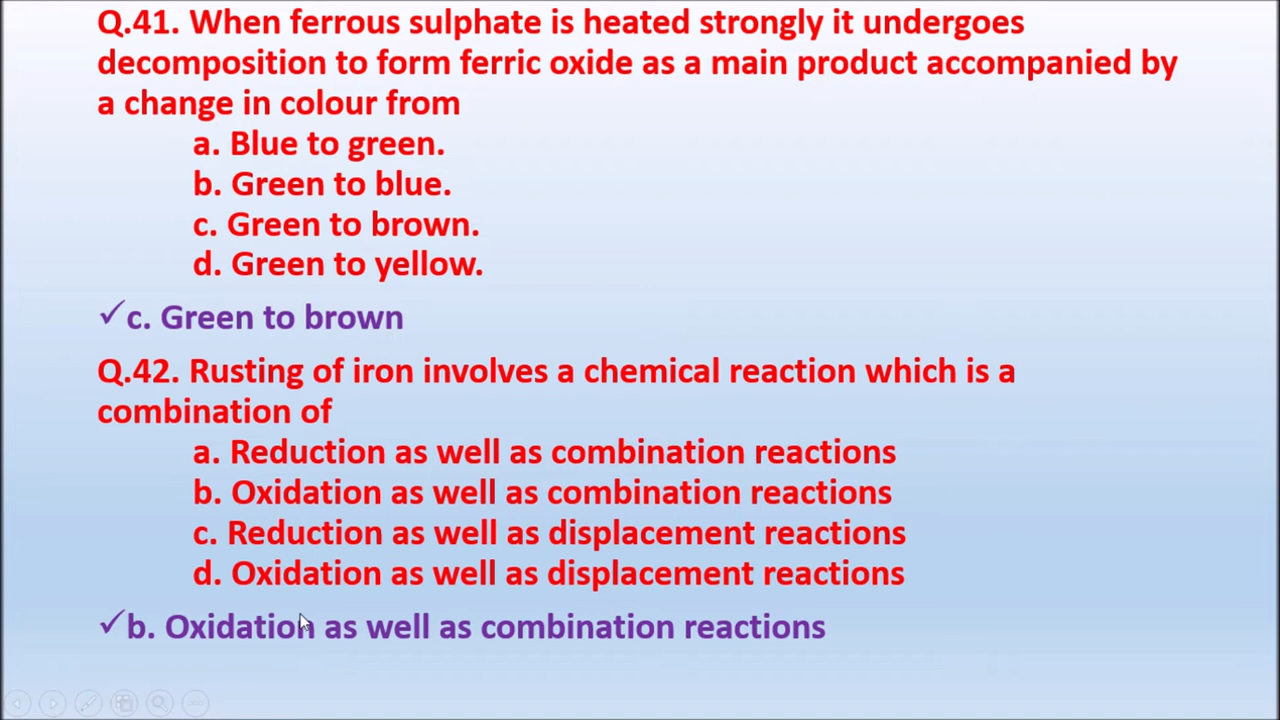 Q.41. When ferrous sulphate is heated strongly it undergoes
decomposition to form ferric oxide as a main product accompanied by
a change in colour from
a. Blue to green.
b. Green to blue.
c. Green to brown.
d. Green to yellow.
✓c. Green to brown
Q.42. Rusting of iron involves a chemical reaction which is a
combination of
a. Reduction as well as combination reactions
b. Oxidation as well as combination reactions
c. Reduction as well as displacement reactions
d. Oxidation as well as displacement reactions
✓b. Oxidation as well as combination reactions